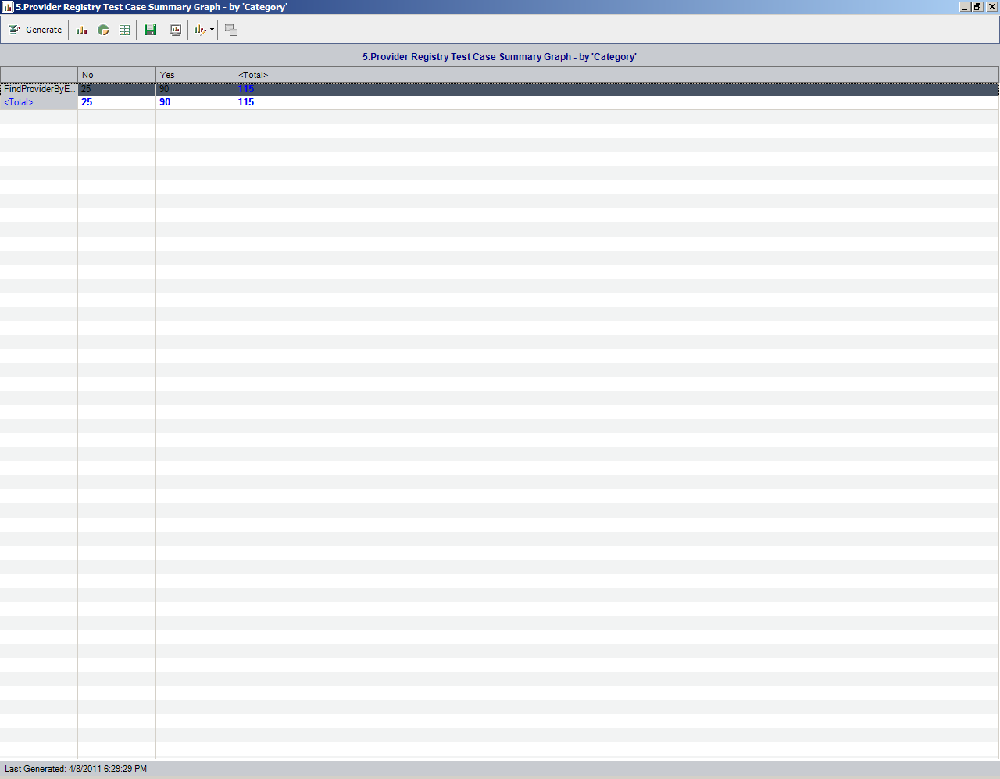 5.Provider Registry Test Case Summary Graph - by 'Category'
Generate
5.Provider Registry Test Case Summary Graph - by 'Category'
No Yes <Total>
FindProviderByE... 25 90 115
<Total> 25 90 115
Last Generated: 4/8/2011 6:29:29 PM